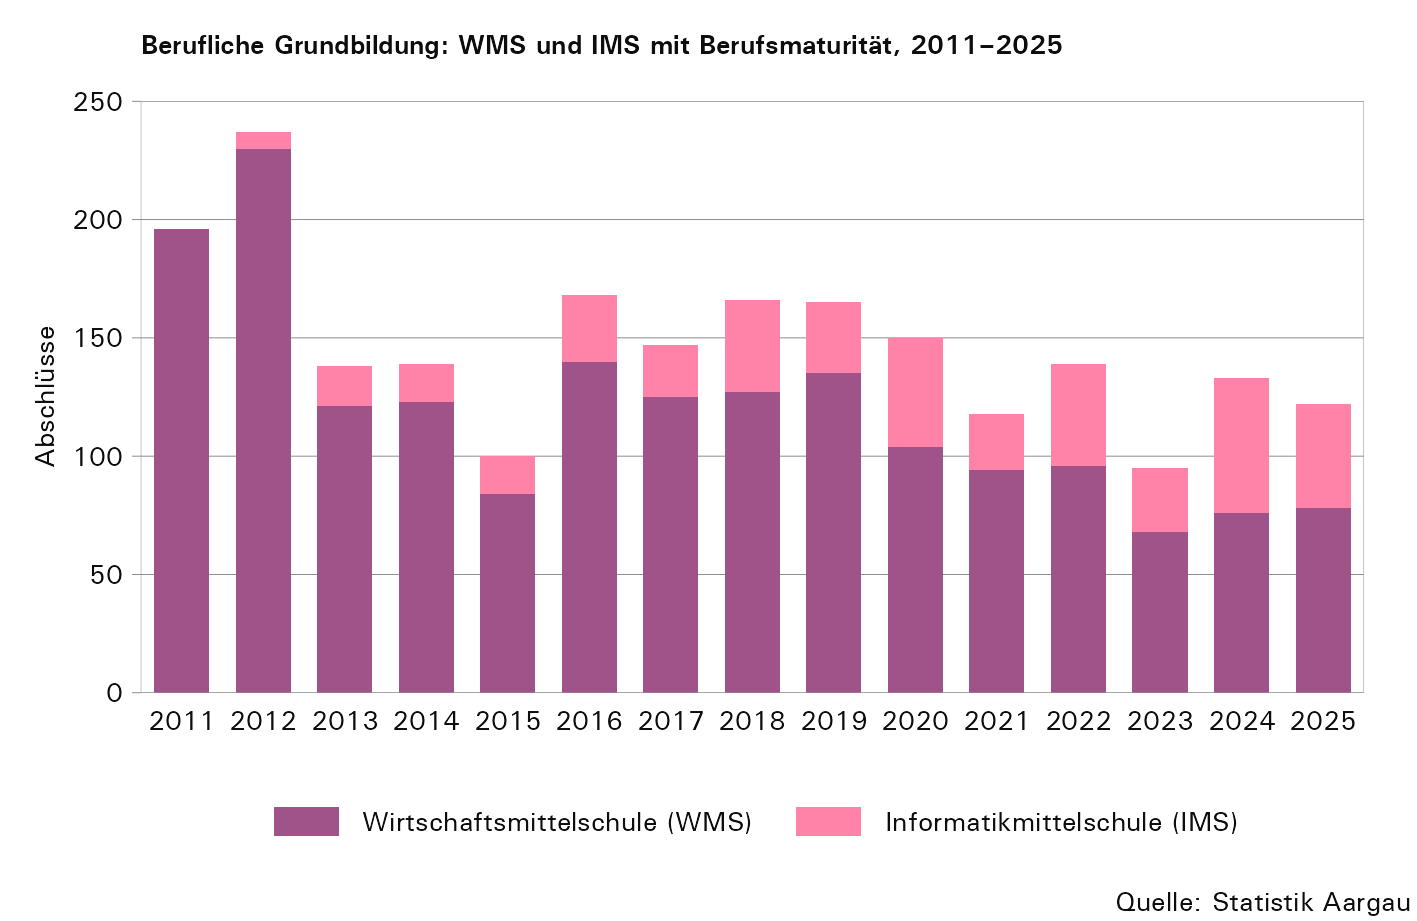 Berufliche Grundbildung: WMS und IMS mit Berufsmaturität, 2011–2025
250
200
150
100
50
0
Abschlüsse
2011 2012 2013 2014 2015 2016 2017 2018 2019 2020 2021 2022 2023 2024 2025
Wirtschaftsmittelschule (WMS) Informatikmittelschule (IMS)
Quelle: Statistik Aargau